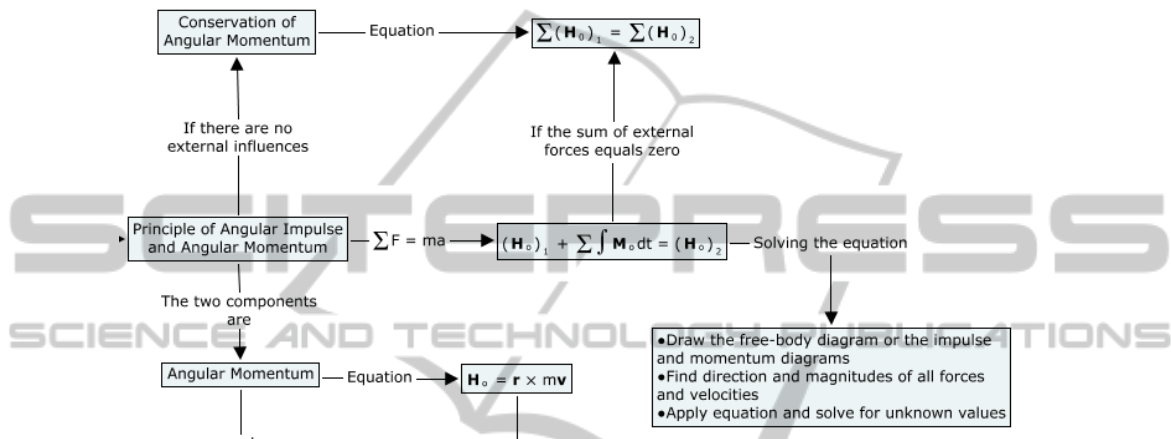 Conservation of
Angular Momentum
Equation
∑(H₀)₁ = ∑(H₀)₂
If there are no
external influences
If the sum of external
forces equals zero
Principle of Angular Impulse
and Angular Momentum
∑F = ma
(H₀)₁ + ∑∫M₀dt = (H₀)₂
Solving the equation
The two components
are
•Draw the free-body diagram or the impulse
and momentum diagrams
•Find direction and magnitudes of all forces
and velocities
•Apply equation and solve for unknown values
Angular Momentum
Equation
H₀ = r × mv
SCITEPRESS
SCIENCE AND TECHNOLOGY PUBLICATIONS